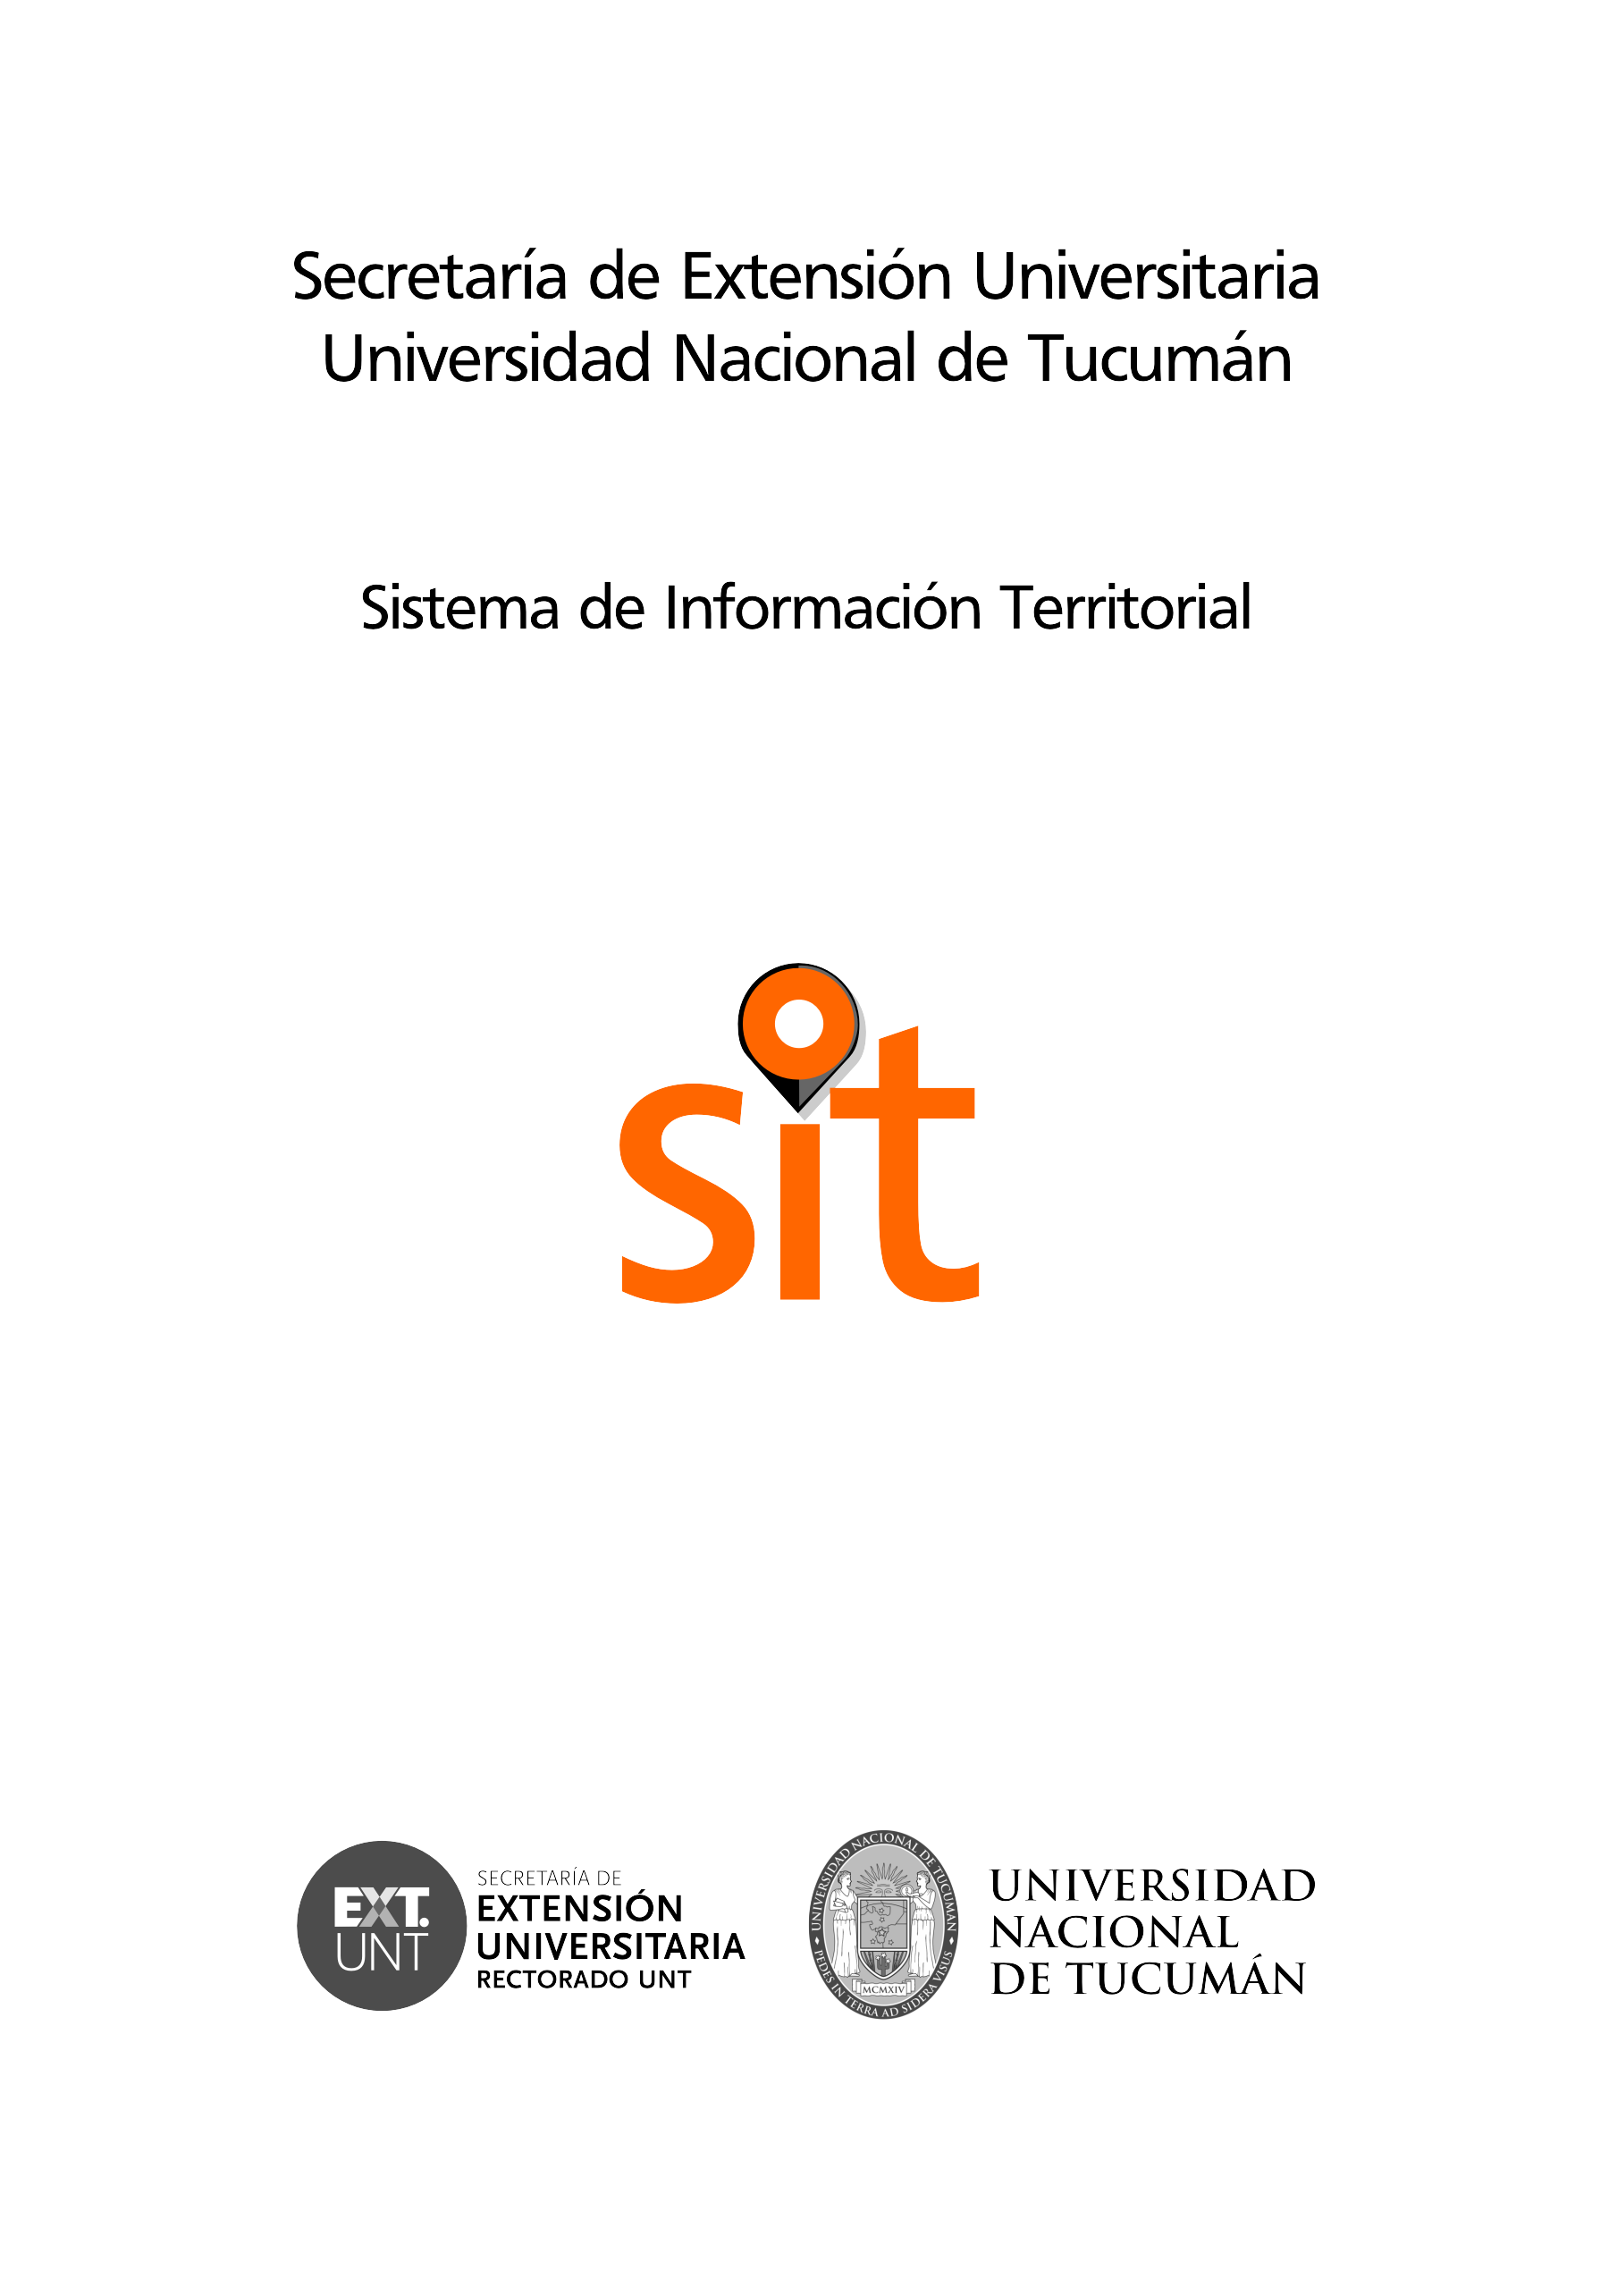 Secretaría de Extensión Universitaria
Universidad Nacional de Tucumán
Sistema de Información Territorial
sit
EXT.
UNT
SECRETARÍA DE
EXTENSIÓN
UNIVERSITARIA
RECTORADO UNT
UNIVERSIDAD NACIONAL DE TUCUMAN
PEDES IN TERRA AD SIDERA VISUS
MCMXIV
UNIVERSIDAD
NACIONAL
DE TUCUMÁN